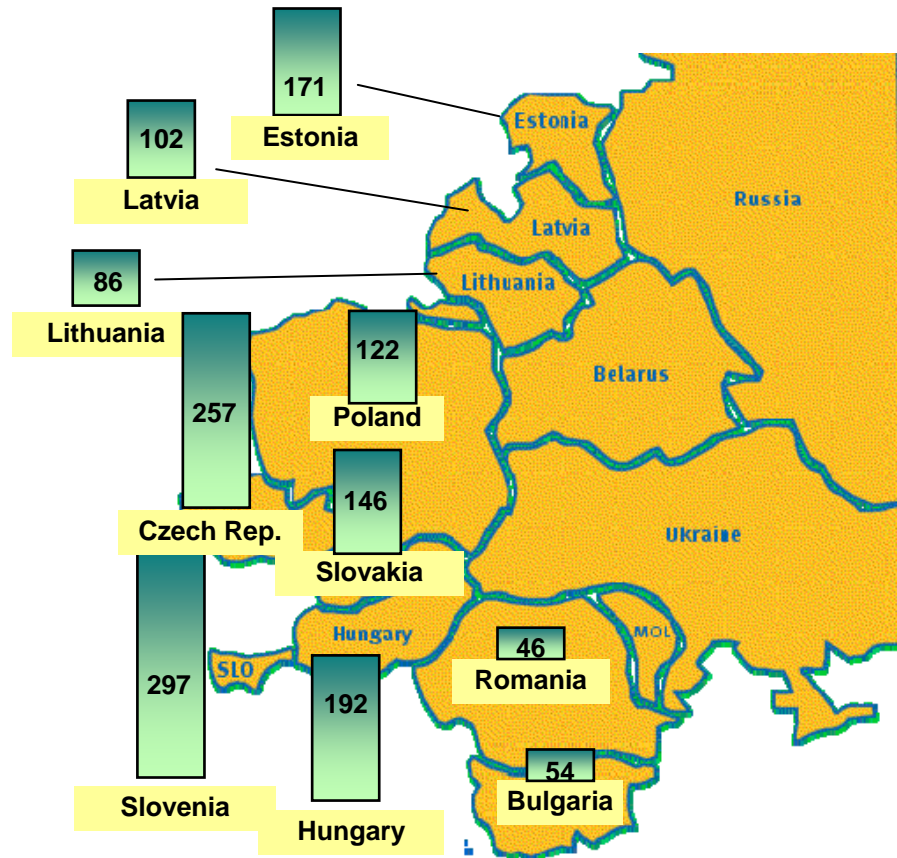 171
Estonia
Estonia
102
Latvia
Russia
Latvia
86
Lithuania
Lithuania
122
Poland
Belarus
257
Czech Rep.
146
Slovakia
Ukraine
Hungary
MOL
46
Romania
SLO
297
Slovenia
192
Hungary
54
Bulgaria